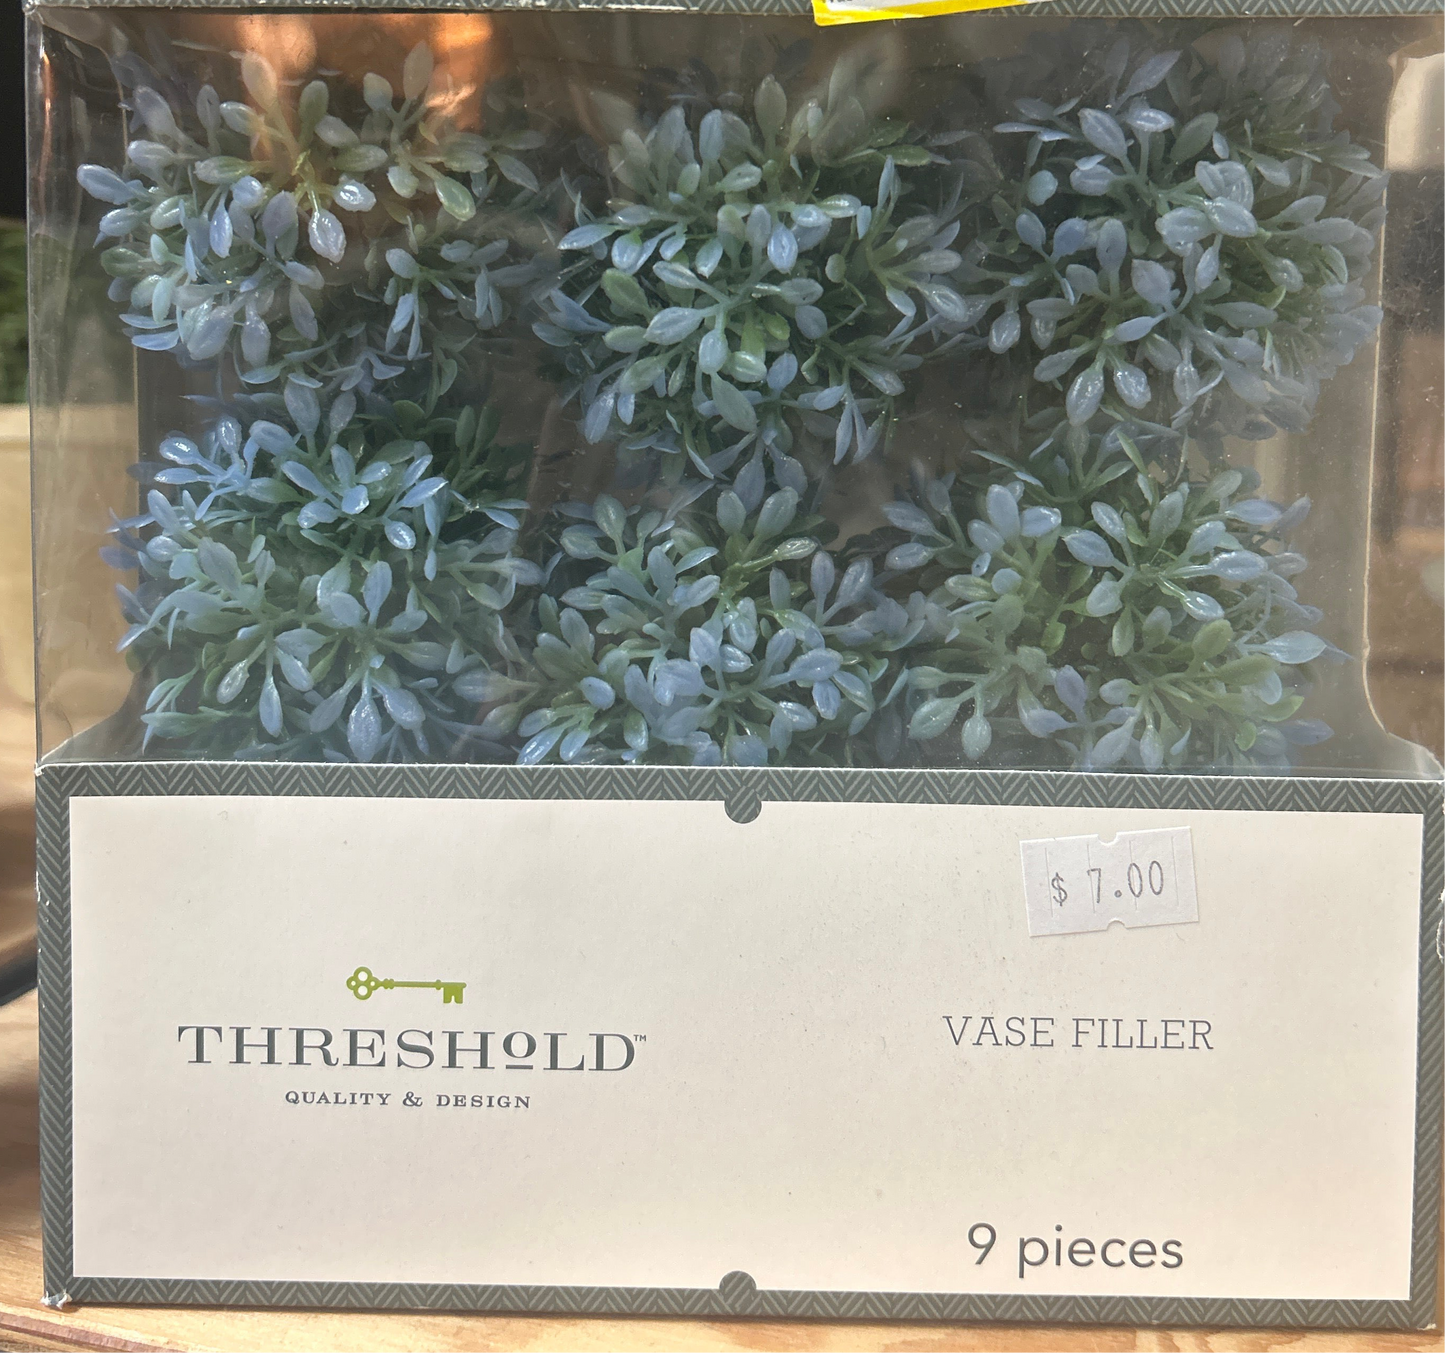 $ 7.00
THRESHOLD™
QUALITY & DESIGN
VASE FILLER
9 pieces